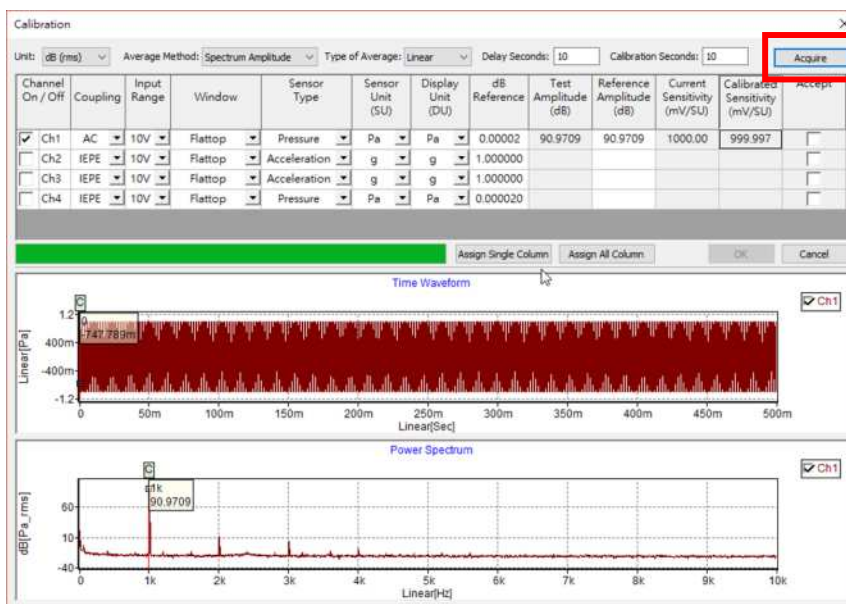 Calibration
Unit: dB (rms) Average Method: Spectrum Amplitude Type of Average: Linear Delay Seconds: 10 Calibration Seconds: 10 Acquire
Channel On / Off Coupling Input Range Window Sensor Type Sensor Unit (SU) Display Unit (DU) dB Reference Test Amplitude (dB) Reference Amplitude (dB) Current Sensitivity (mV/SU) Calibrated Sensitivity (mV/SU) Accept
Ch1 AC 10V Flattop Pressure Pa Pa 0.00002 90.9709 90.9709 1000.00 999.997
Ch2 IEPE 10V Flattop Acceleration g g 1.000000
Ch3 IEPE 10V Flattop Acceleration g g 1.000000
Ch4 IEPE 10V Flattop Pressure Pa Pa 0.000020
Assign Single Column Assign All Column OK Cancel
Time Waveform
C
Ch1
0
-747.789m
1.2
400m
-400m
-1.2
Linear[Pa]
0 50m 100m 150m 200m 250m 300m 350m 400m 450m 500m
Linear[Sec]
Power Spectrum
C
Ch1
1k
90.9709
60
10
-40
dB[Pa_rms]
0 1k 2k 3k 4k 5k 6k 7k 8k 9k 10k
Linear[Hz]